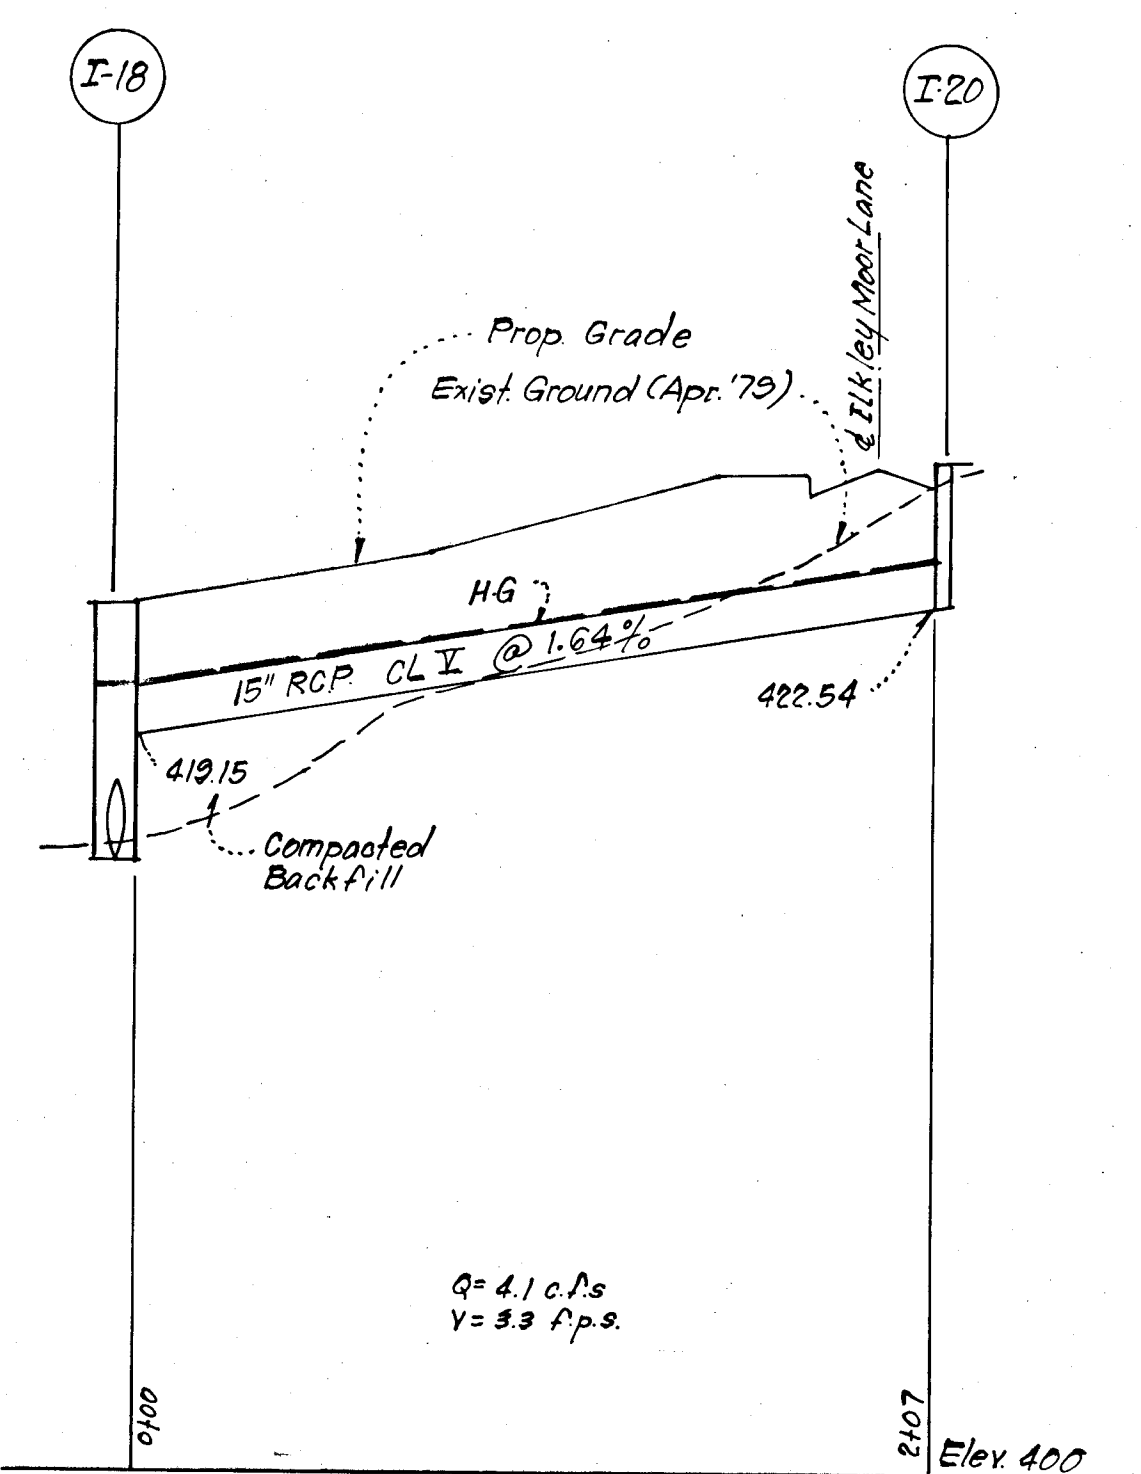 I-18
I-20
℄ Ilkley Moor Lane
Prop. Grade
Exist. Ground (Apr. '79)
H·G
15" RCP. CL V @ 1.64%
422.54
419.15
Compacted
Backfill
Q= 4.1 c.f.s
V= 3.3 f.p.s.
0+00
2+07
Elev. 400